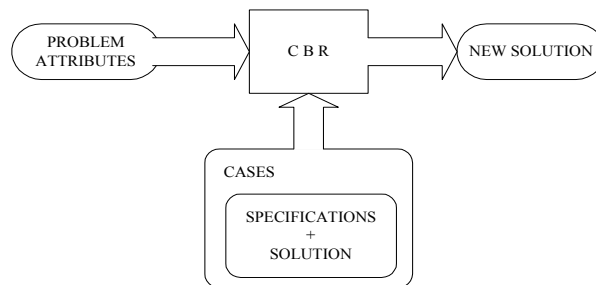 PROBLEM
ATTRIBUTES
C B R
NEW SOLUTION
CASES
SPECIFICATIONS
+
SOLUTION